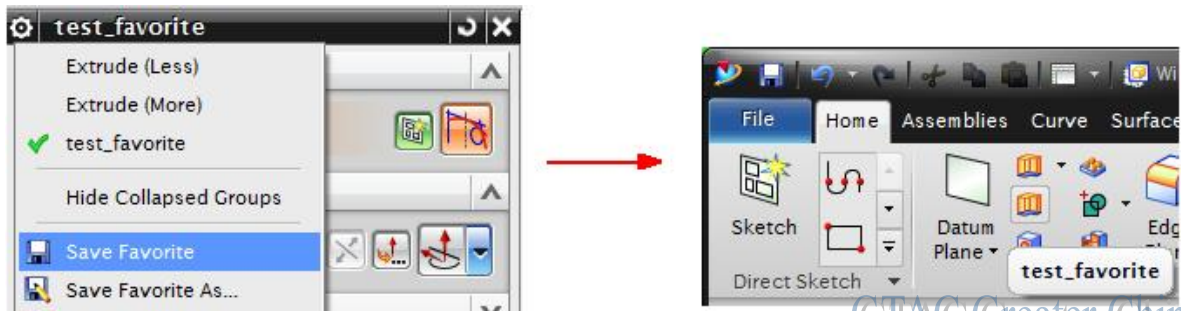 test_favorite
Extrude (Less)
Extrude (More)
test_favorite
Hide Collapsed Groups
Save Favorite
Save Favorite As...
File Home Assemblies Curve Surface
Sketch
Datum
Plane
Direct Sketch
test_favorite